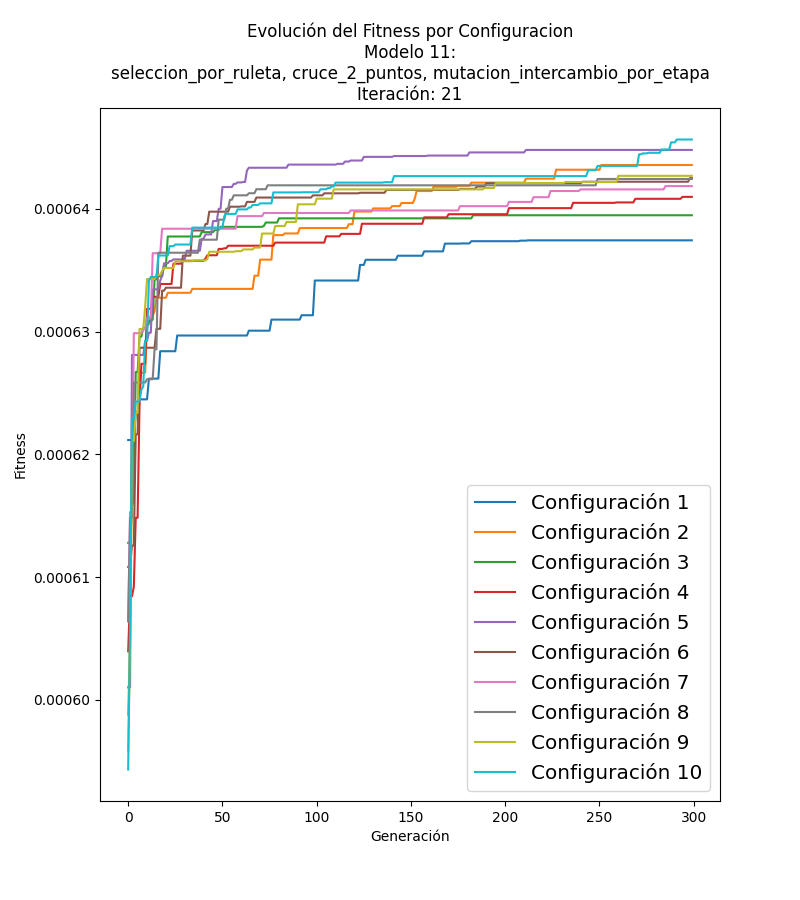 Evolución del Fitness por Configuracion
Modelo 11:
seleccion_por_ruleta, cruce_2_puntos, mutacion_intercambio_por_etapa
Iteración: 21
Fitness
0.00064
0.00063
0.00062
0.00061
0.00060
Configuración 1
Configuración 2
Configuración 3
Configuración 4
Configuración 5
Configuración 6
Configuración 7
Configuración 8
Configuración 9
Configuración 10
0 50 100 150 200 250 300
Generación